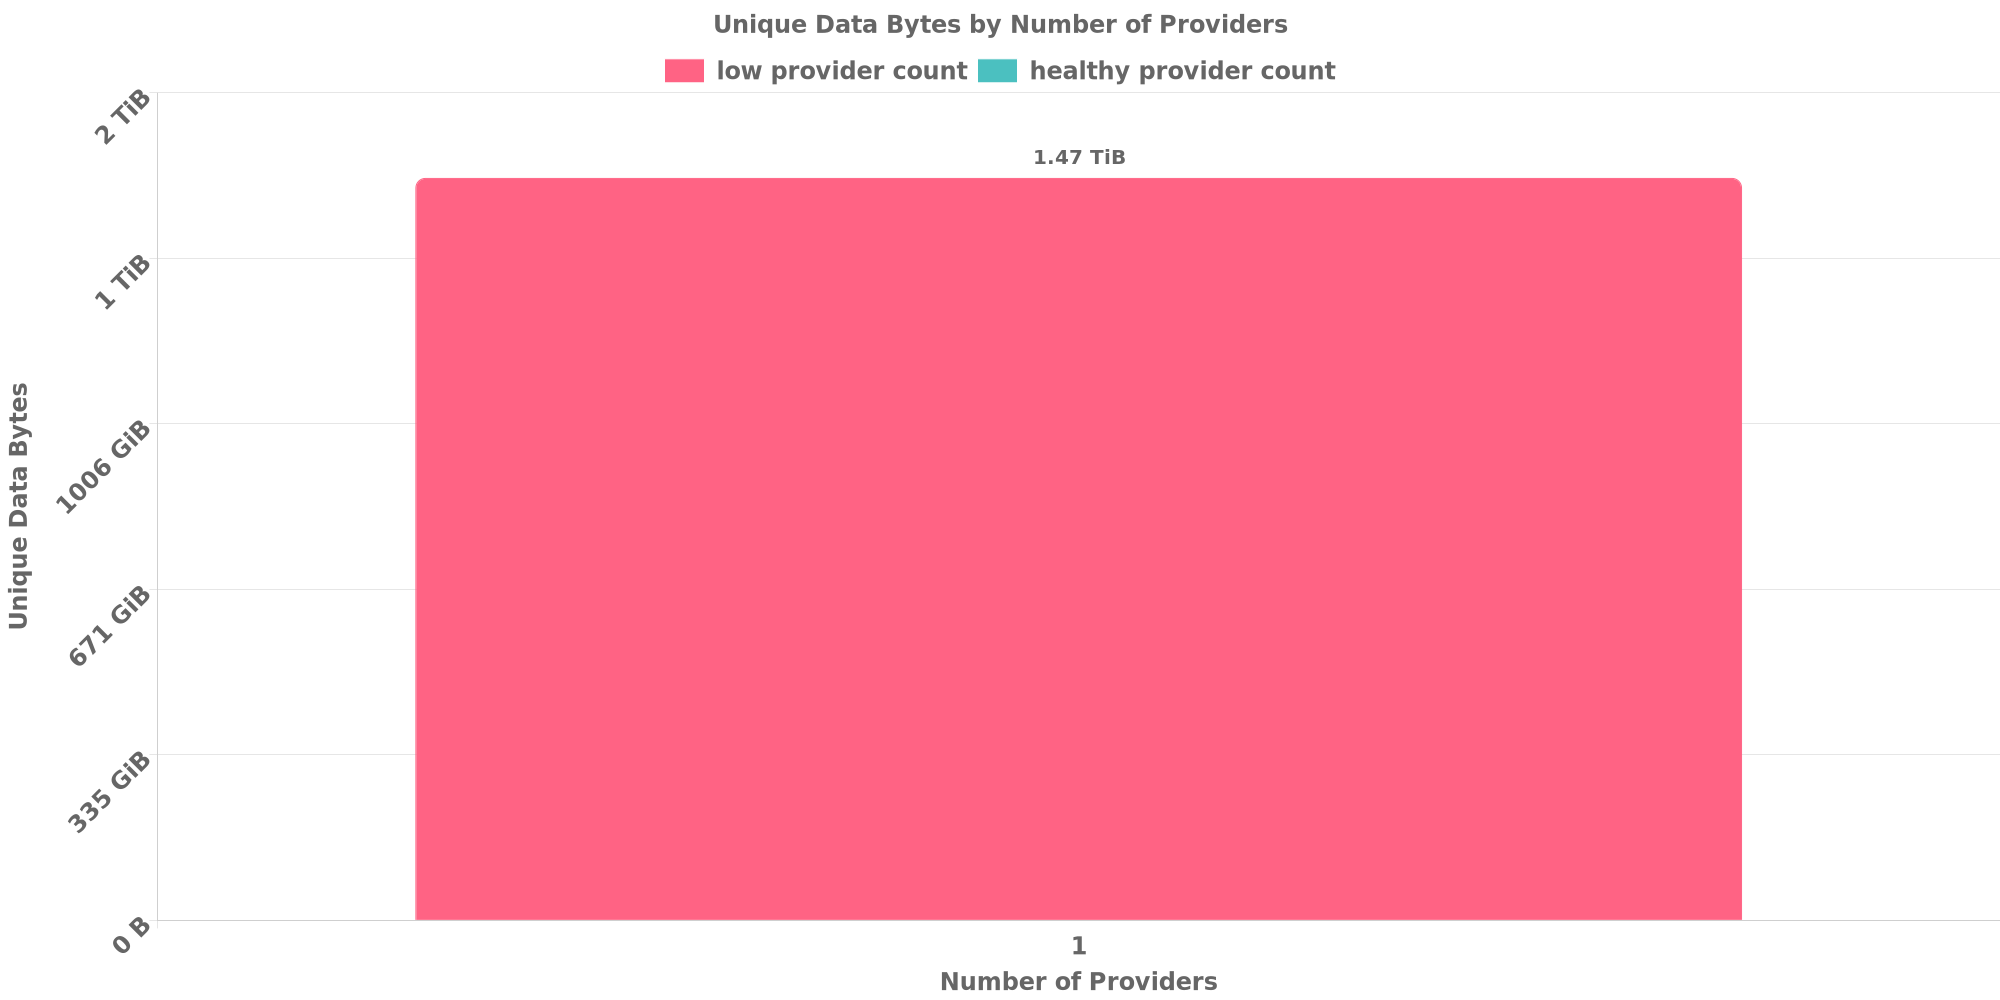 Unique Data Bytes by Number of Providers
low provider count healthy provider count
2 TiB
1.47 TiB
1 TiB
1006 GiB
671 GiB
335 GiB
0 B
Unique Data Bytes
1
Number of Providers